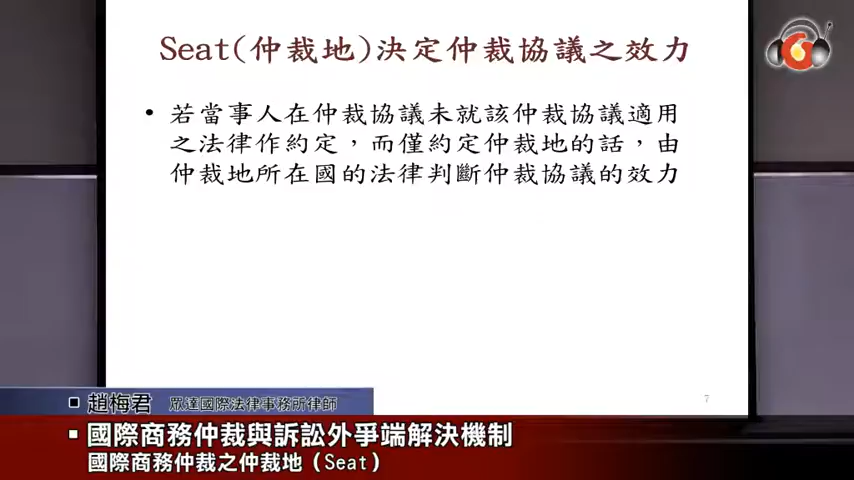 Seat(仲裁地)決定仲裁協議之效力
• 若當事人在仲裁協議未就該仲裁協議適用
之法律作約定，而僅約定仲裁地的話，由
仲裁地所在國的法律判斷仲裁協議的效力
7
趙梅君 眾達國際法律事務所律師
國際商務仲裁與訴訟外爭端解決機制
國際商務仲裁之仲裁地（Seat）